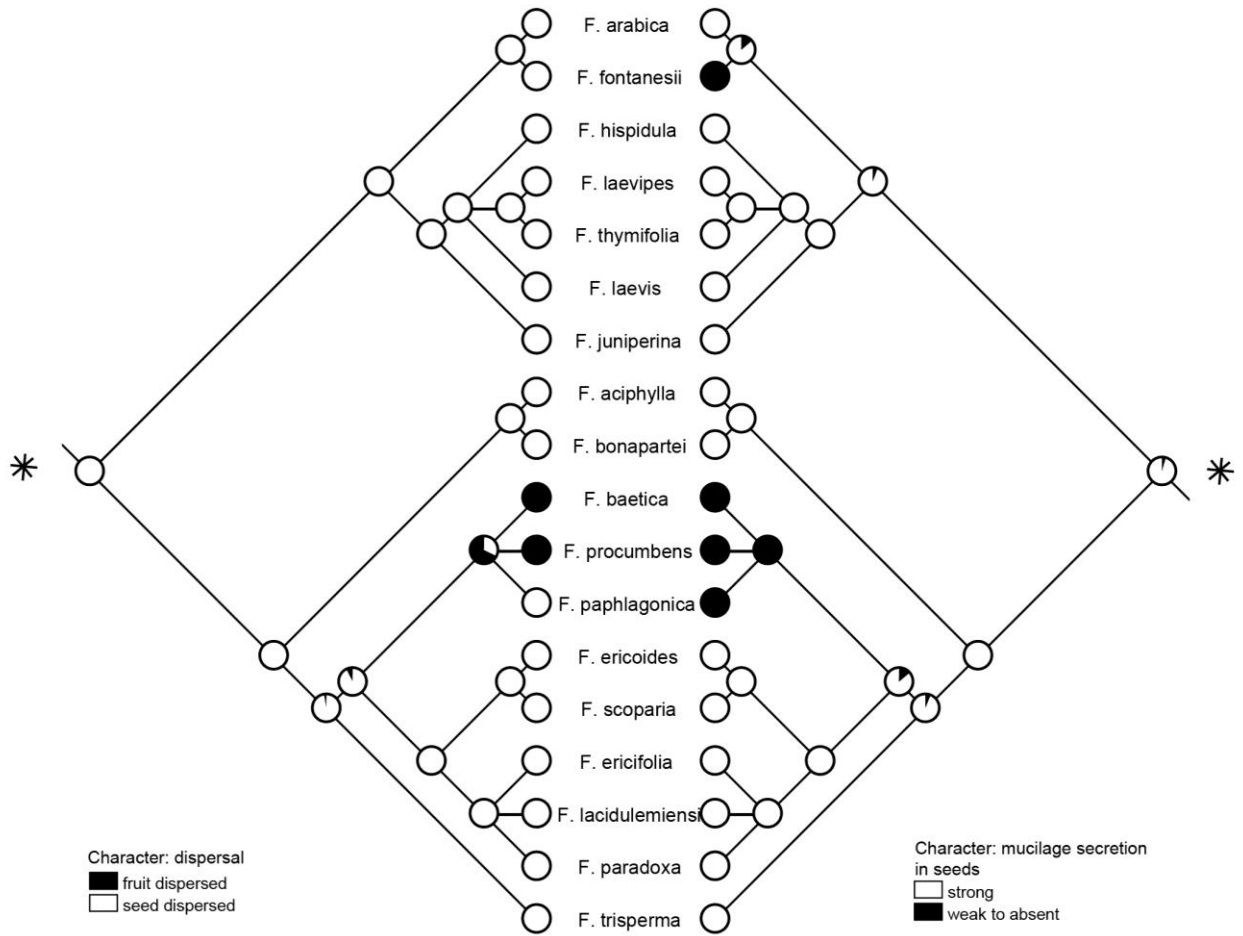 F. arabica
F. fontanesii
F. hispidula
F. laevipes
F. thymifolia
F. laevis
F. juniperina
F. aciphylla
F. bonapartei
F. baetica
F. procumbens
F. paphlagonica
F. ericoides
F. scoparia
F. ericifolia
F. lacidulemiensi
F. paradoxa
F. trisperma
Character: dispersal
fruit dispersed
seed dispersed
Character: mucilage secretion
in seeds
strong
weak to absent